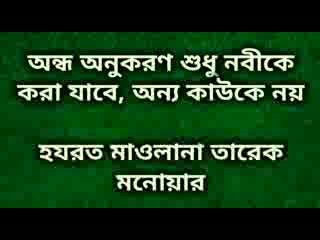 অন্ধ অনুকরণ শুধু নবীকে
করা যাবে, অন্য কাউকে নয়
হযরত মাওলানা তারেক
মনোয়ার